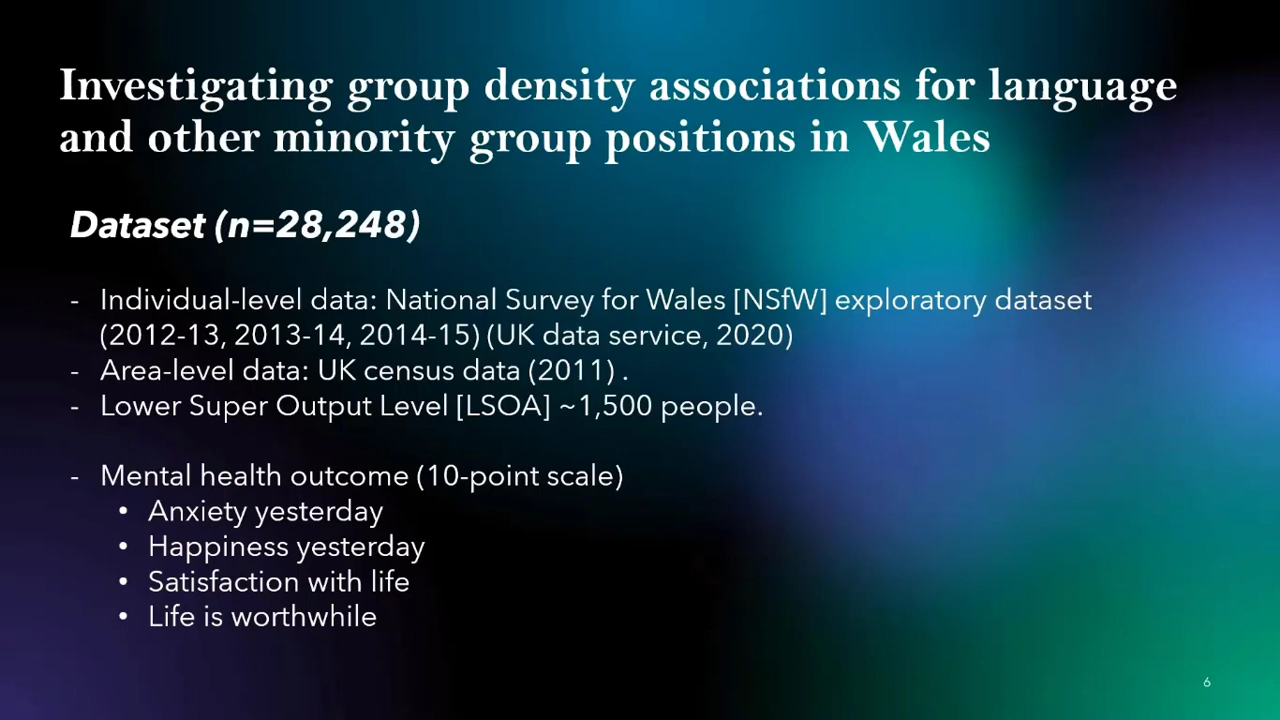 Investigating group density associations for language
and other minority group positions in Wales
Dataset (n=28,248)
- Individual-level data: National Survey for Wales [NSfW] exploratory dataset
(2012-13, 2013-14, 2014-15) (UK data service, 2020)
- Area-level data: UK census data (2011) .
- Lower Super Output Level [LSOA] ~1,500 people.
- Mental health outcome (10-point scale)
• Anxiety yesterday
• Happiness yesterday
• Satisfaction with life
• Life is worthwhile
6